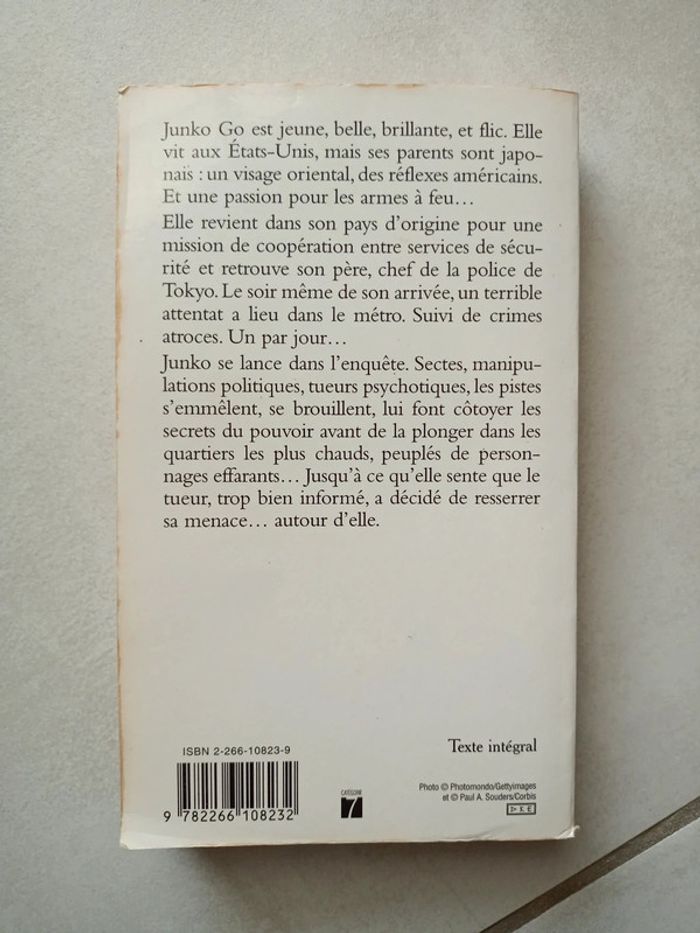 Junko Go est jeune, belle, brillante, et flic. Elle
vit aux États-Unis, mais ses parents sont japo-
nais : un visage oriental, des réflexes américains.
Et une passion pour les armes à feu…
Elle revient dans son pays d'origine pour une
mission de coopération entre services de sécu-
rité et retrouve son père, chef de la police de
Tokyo. Le soir même de son arrivée, un terrible
attentat a lieu dans le métro. Suivi de crimes
atroces. Un par jour…
Junko se lance dans l'enquête. Sectes, manipu-
lations politiques, tueurs psychotiques, les pistes
s'emmêlent, se brouillent, lui font côtoyer les
secrets du pouvoir avant de la plonger dans les
quartiers les plus chauds, peuplés de person-
nages effarants… Jusqu'à ce qu'elle sente que le
tueur, trop bien informé, a décidé de resserrer
sa menace… autour d'elle.
ISBN 2-266-10823-9
9 782266 108232
CATÉGORIE
7
Texte intégral
Photo © Photomondo/Gettyimages
et © Paul A. Souders/Corbis